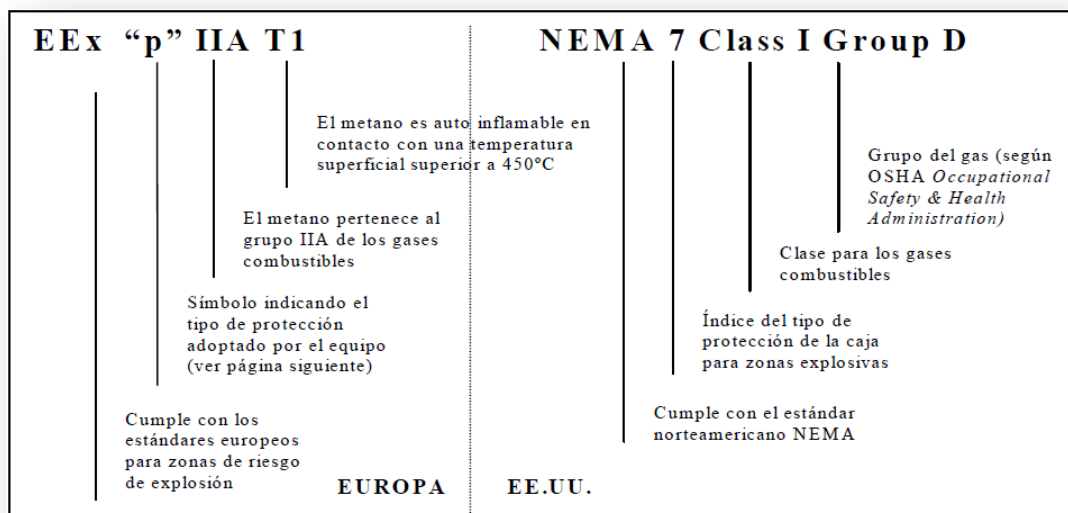 EEx “p” IIA T1
El metano es auto inflamable en
contacto con una temperatura
superficial superior a 450°C
El metano pertenece al
grupo IIA de los gases
combustibles
Símbolo indicando el
tipo de protección
adoptado por el equipo
(ver página siguiente)
Cumple con los
estándares europeos
para zonas de riesgo
de explosión
EUROPA
NEMA 7 Class I Group D
Grupo del gas (según
OSHA Occupational
Safety & Health
Administration)
Clase para los gases
combustibles
Índice del tipo de
protección de la caja
para zonas explosivas
Cumple con el estándar
norteamericano NEMA
EE.UU.